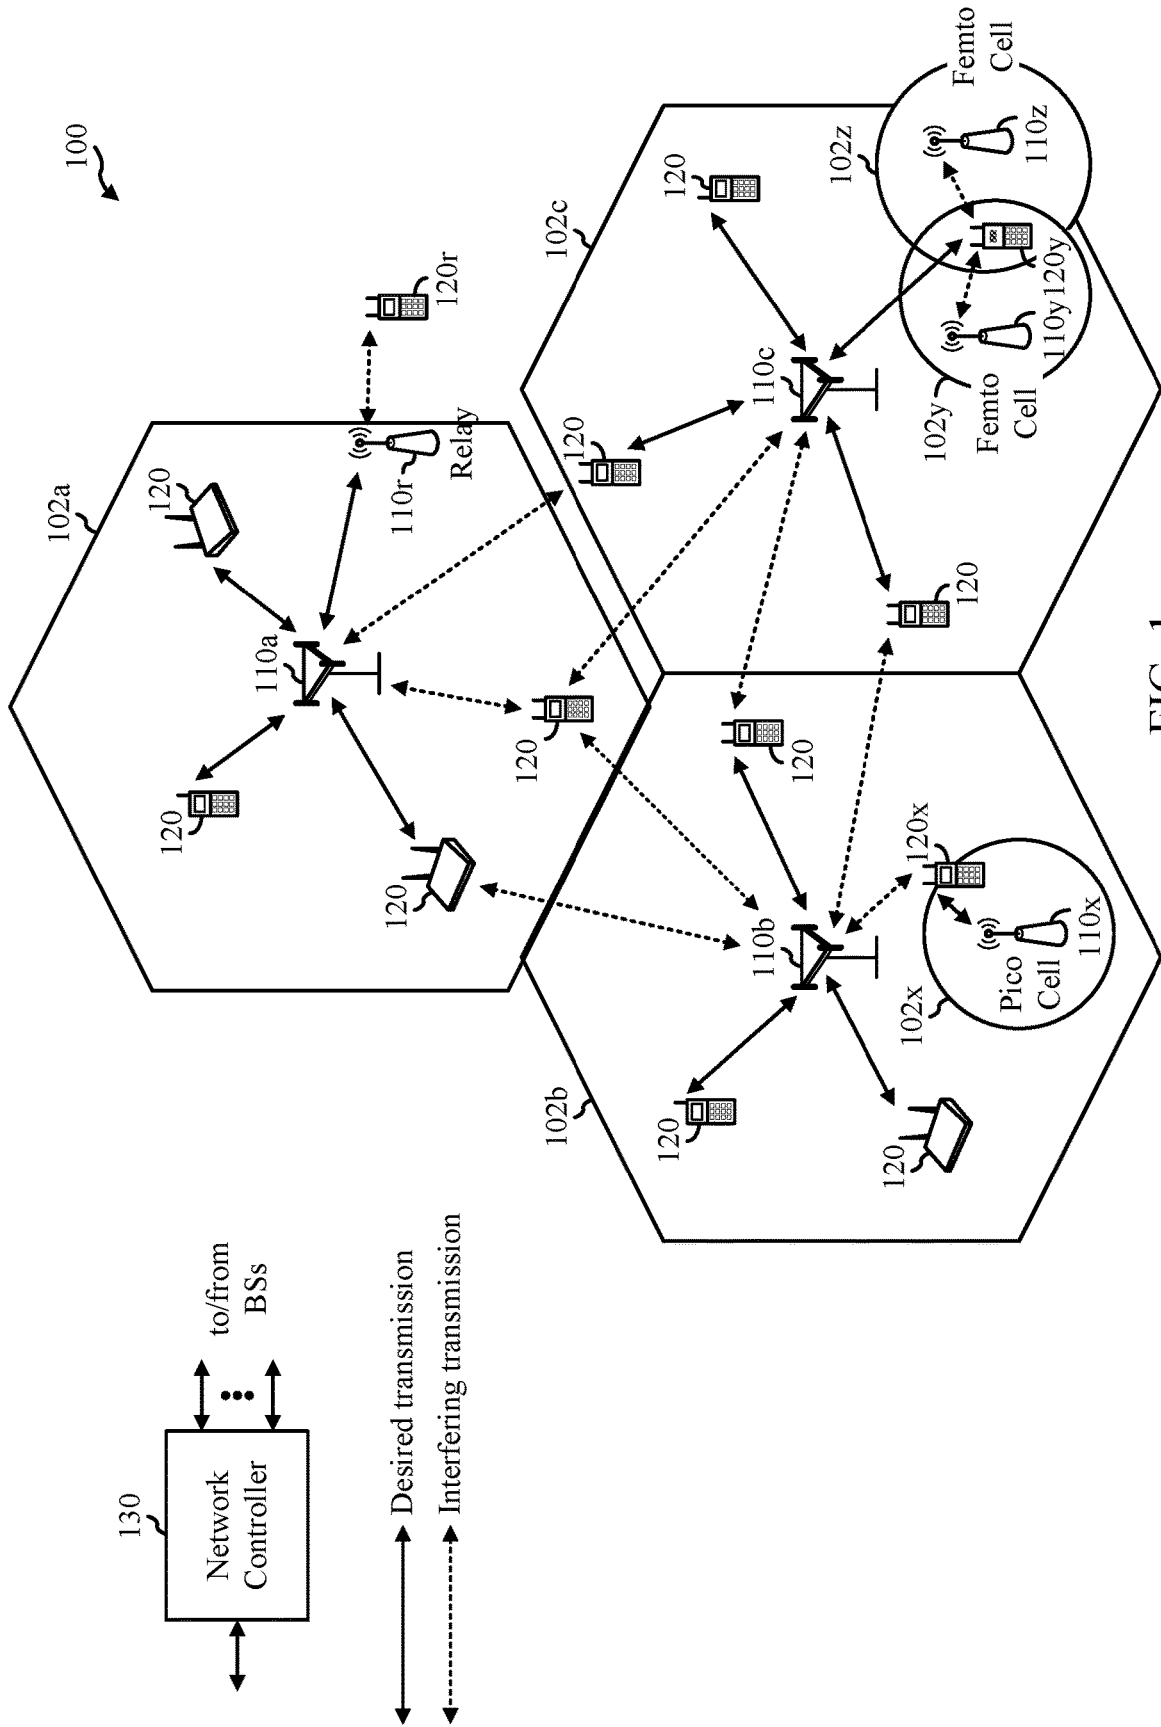 100
102a
130
120
120
Network
Controller
to/from
BSs
110a
120
110r
120r
Relay
Desired transmission
Interfering transmission
120
102b
102c
120
120
120
110b
110c
120
102z
120
102x
120x
102y
120
Femto
Cell
Femto
Cell
Pico
Cell
110z
110y
120y
110x
FIG. 1